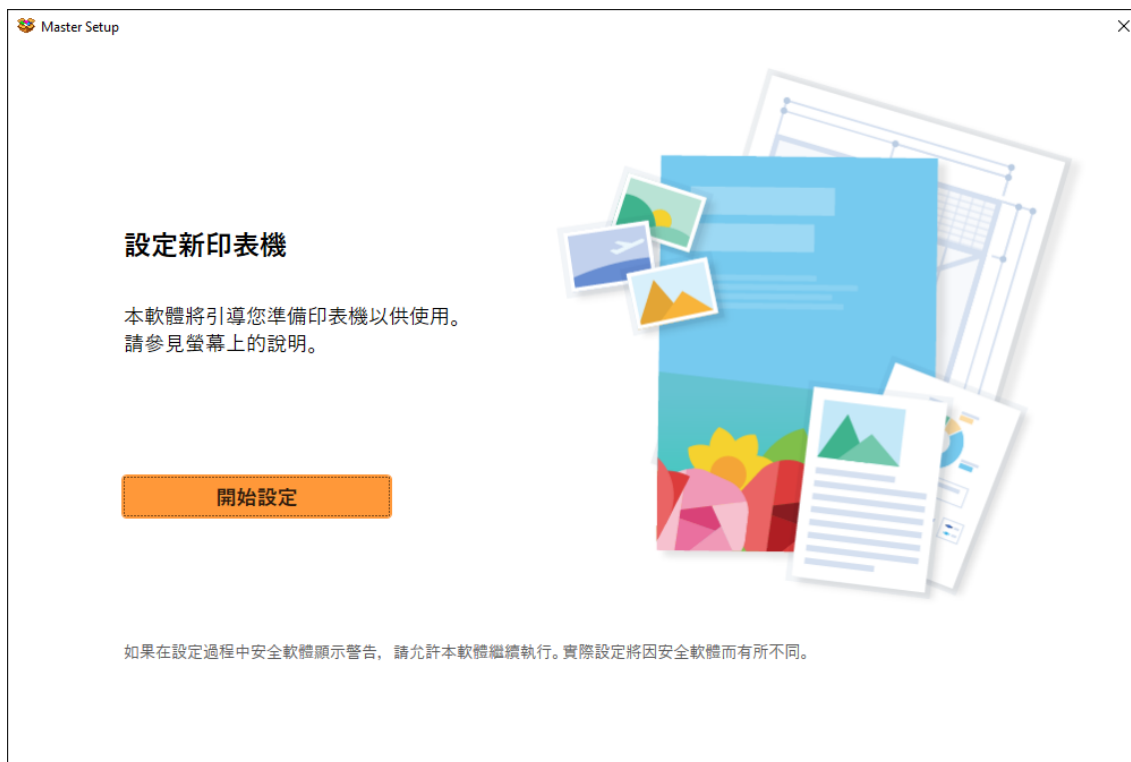 Master Setup
設定新印表機
本軟體將引導您準備印表機以供使用。
請參見螢幕上的說明。
開始設定
如果在設定過程中安全軟體顯示警告，請允許本軟體繼續執行。實際設定將因安全軟體而有所不同。